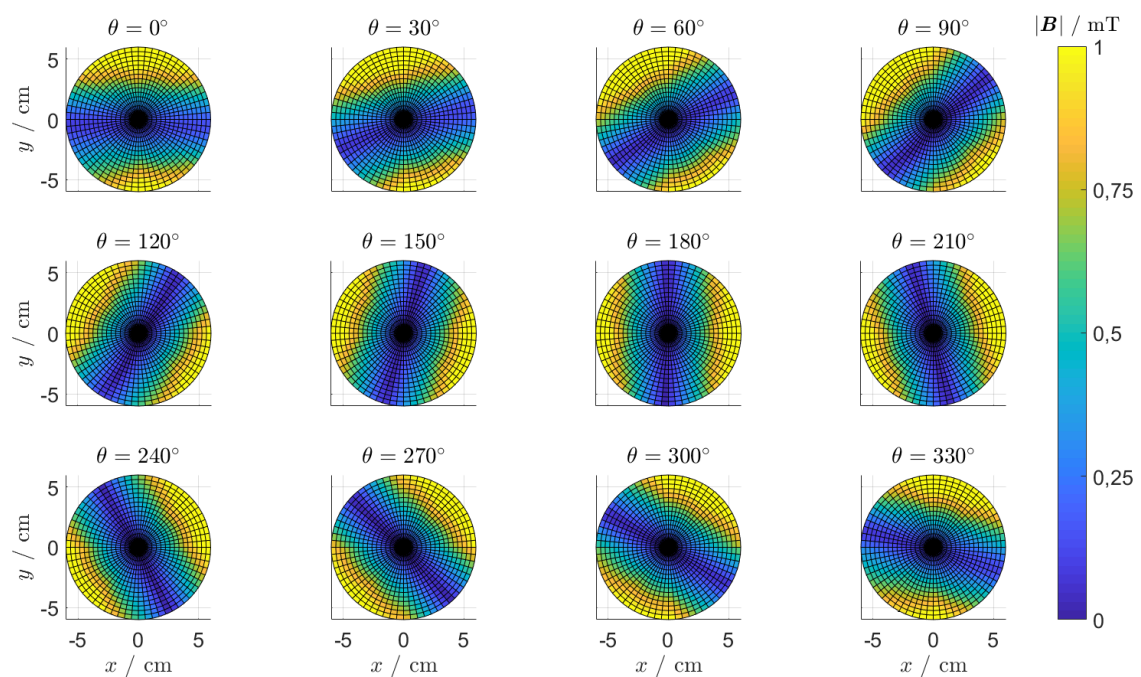 θ = 0° θ = 30° θ = 60° θ = 90° |B| / mT
1
5
0
-5
y / cm
0,75
θ = 120° θ = 150° θ = 180° θ = 210°
5
0
-5
y / cm
0,5
θ = 240° θ = 270° θ = 300° θ = 330°
5
0
-5
y / cm
0,25
0
-5 0 5 -5 0 5 -5 0 5 -5 0 5
x / cm x / cm x / cm x / cm